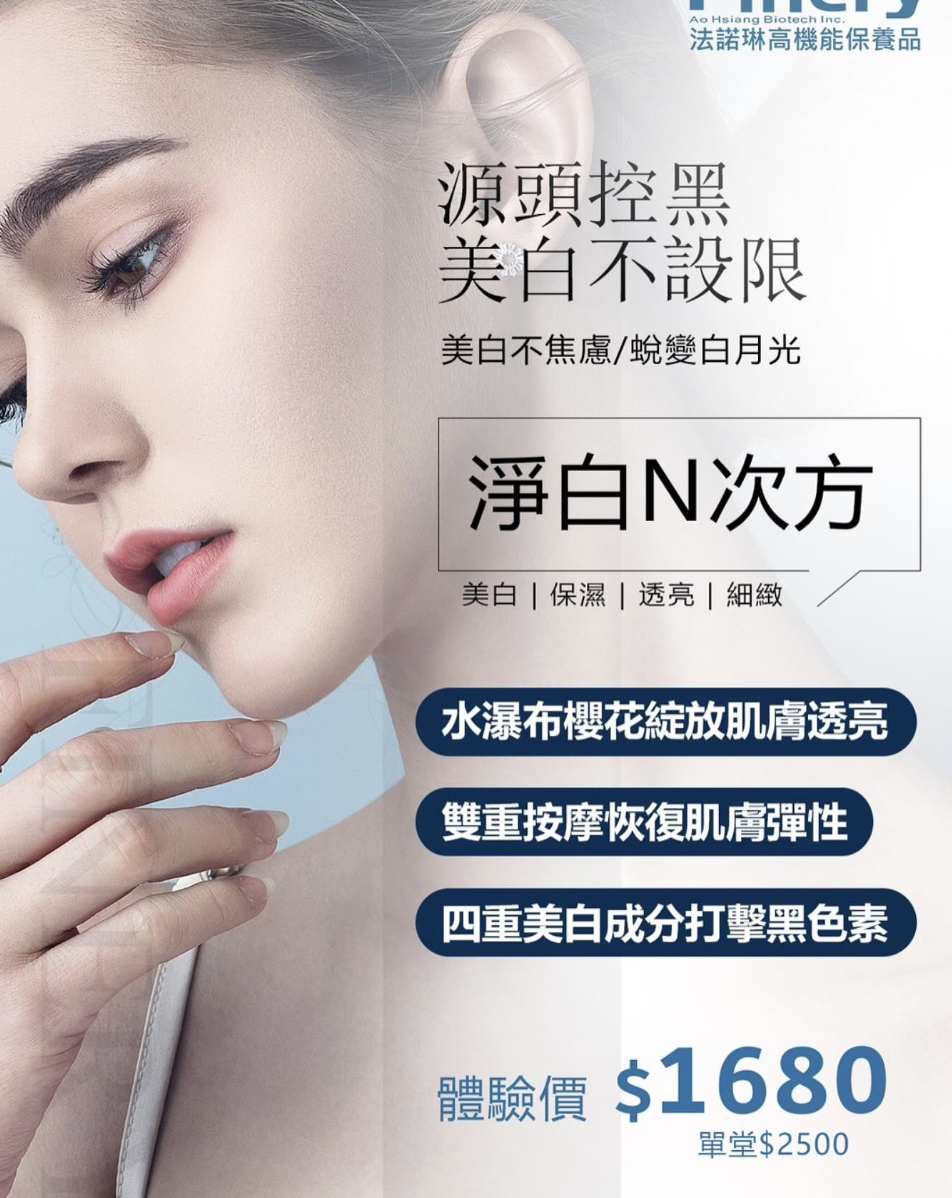 Ao Hsiang Biotech Inc.
法諾琳高機能保養品
源頭控黑
美白不設限
美白不焦慮/蛻變白月光
淨白N次方
美白 | 保濕 | 透亮 | 細緻
水瀑布櫻花綻放肌膚透亮
雙重按摩恢復肌膚彈性
四重美白成分打擊黑色素
體驗價 $1680
單堂$2500